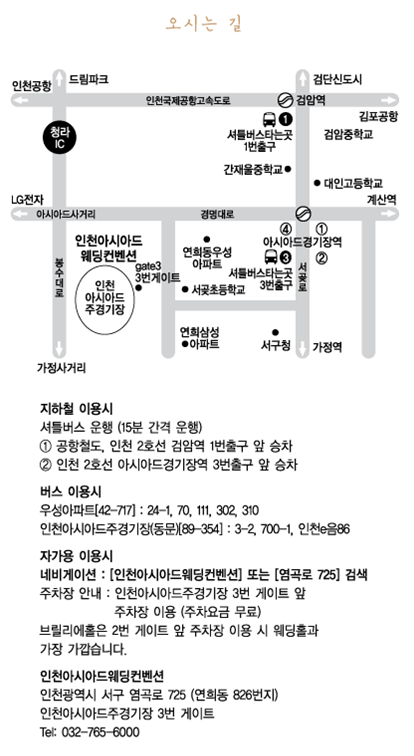 오시는 길
드림파크
검단신도시
인천공항
인천국제공항고속도로
검암역
김포공항
청라
IC
❶
셔틀버스타는곳
1번출구
검암중학교
간재울중학교
대인고등학교
LG전자
계산역
아시아드사거리
경명대로
④
①
아시아드경기장역
②
인천아시아드
웨딩컨벤션
gate3
3번게이트
연희동우성
아파트
❸
셔틀버스타는곳
3번출구
봉수대로
인천
아시아드
주경기장
서곶초등학교
서곶로
연희삼성
아파트
서구청
가정역
가정사거리
지하철 이용시
셔틀버스 운행 (15분 간격 운행)
① 공항철도, 인천 2호선 검암역 1번출구 앞 승차
② 인천 2호선 아시아드경기장역 3번출구 앞 승차
버스 이용시
우성아파트[42-717] : 24-1, 70, 111, 302, 310
인천아시아드주경기장(동문)[89-354] : 3-2, 700-1, 인천e음86
자가용 이용시
네비게이션 : [인천아시아드웨딩컨벤션] 또는 [염곡로 725] 검색
주차장 안내 : 인천아시아드주경기장 3번 게이트 앞
주차장 이용 (주차요금 무료)
브릴리에홀은 2번 게이트 앞 주차장 이용 시 웨딩홀과
가장 가깝습니다.
인천아시아드웨딩컨벤션
인천광역시 서구 염곡로 725 (연희동 826번지)
인천아시아드주경기장 3번 게이트
Tel: 032-765-6000